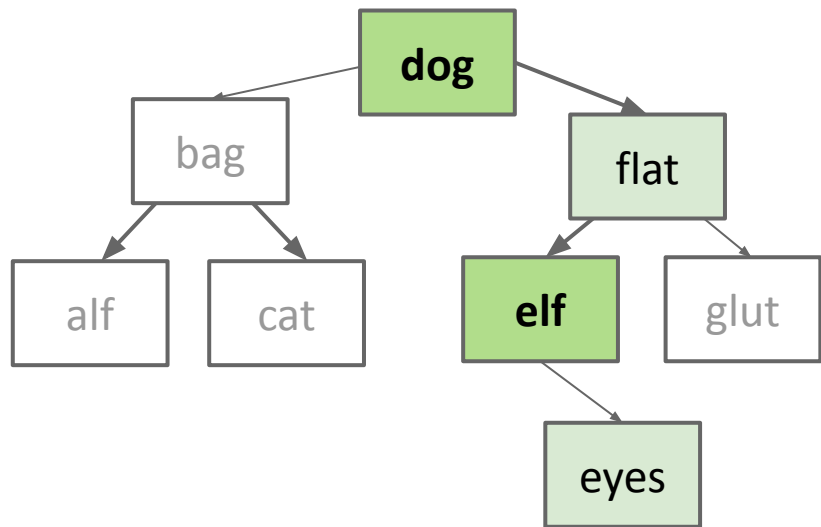 dog
bag
flat
alf
cat
elf
glut
eyes